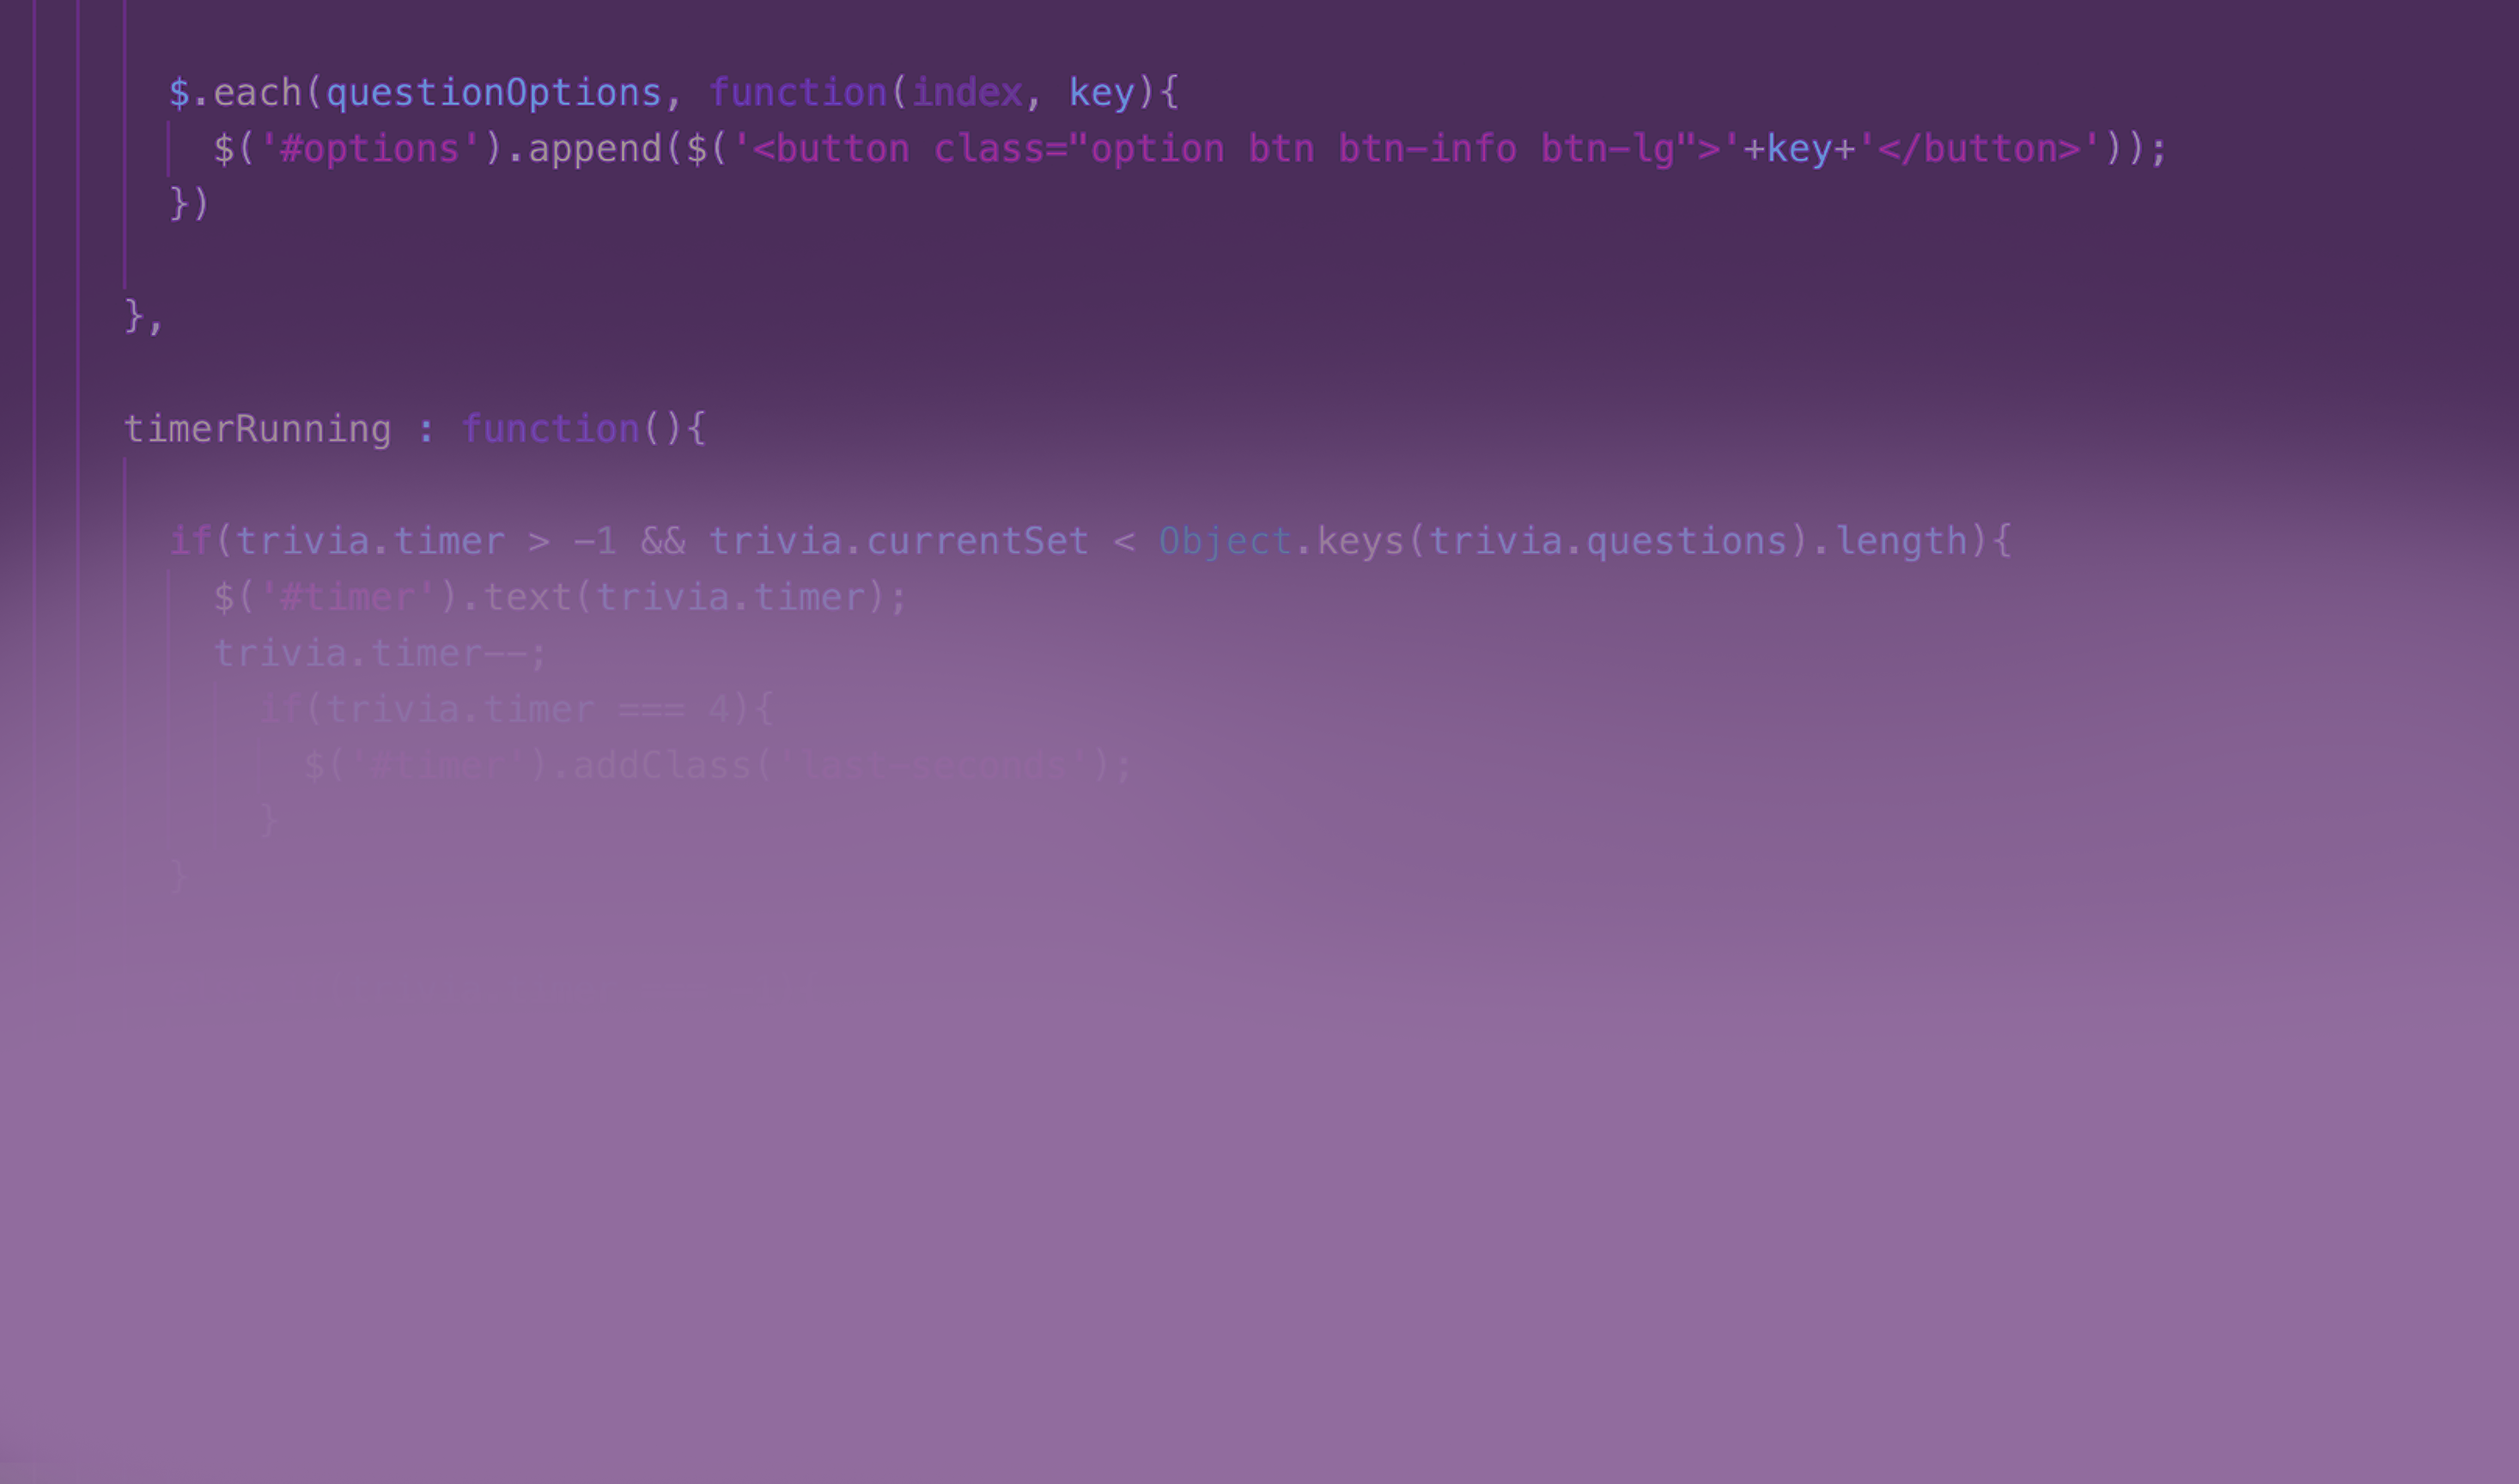 $.each(questionOptions, function(index, key){
$('#options').append($('<button class="option btn btn-info btn-lg">'+key+'</button>'));
})
},
timerRunning : function(){
if(trivia.timer > -1 && trivia.currentSet < Object.keys(trivia.questions).length){
$('#timer').text(trivia.timer);
trivia.timer--;
if(trivia.timer === 4){
$('#timer').addClass('last-seconds');
}
}